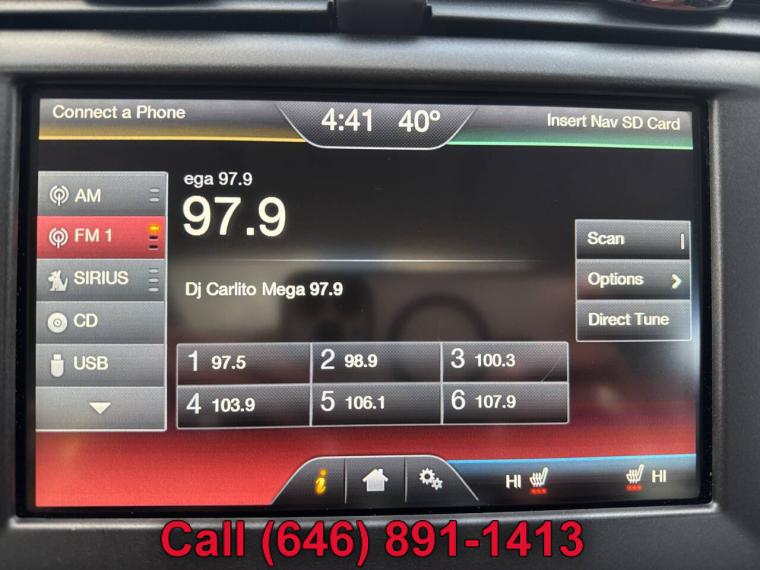 Connect a Phone
4:41 40°
Insert Nav SD Card
AM
FM 1
SIRIUS
CD
USB
ega 97.9
97.9
Dj Carlito Mega 97.9
Scan
Options
Direct Tune
1 97.5
2 98.9
3 100.3
4 103.9
5 106.1
6 107.9
i
HI
HI
Call (646) 891-1413